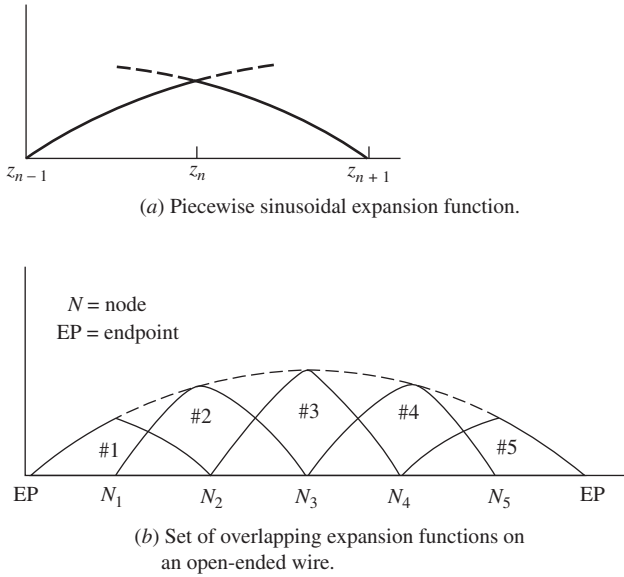 z_{n – 1} z_n z_{n + 1}
(a) Piecewise sinusoidal expansion function.
N = node
EP = endpoint
#1 #2 #3 #4 #5
EP N_1 N_2 N_3 N_4 N_5 EP
(b) Set of overlapping expansion functions on
an open-ended wire.